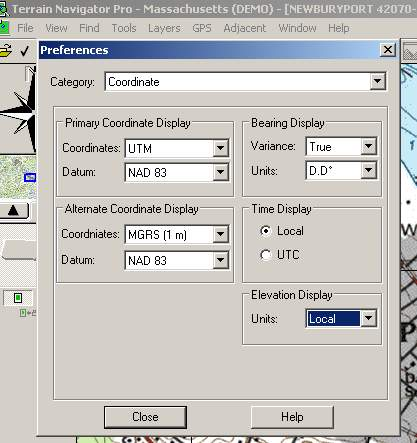 Terrain Navigator Pro - Massachusetts (DEMO) - [NEWBURYPORT 42070-
File View Find Tools Layers GPS Adjacent Window Help
Preferences
Category: Coordinate
Primary Coordinate Display
Coordinates: UTM
Datum: NAD 83
Bearing Display
Variance: True
Units: D.D°
Alternate Coordinate Display
Coordniates: MGRS (1 m)
Datum: NAD 83
Time Display
Local
UTC
Elevation Display
Units: Local
Close Help